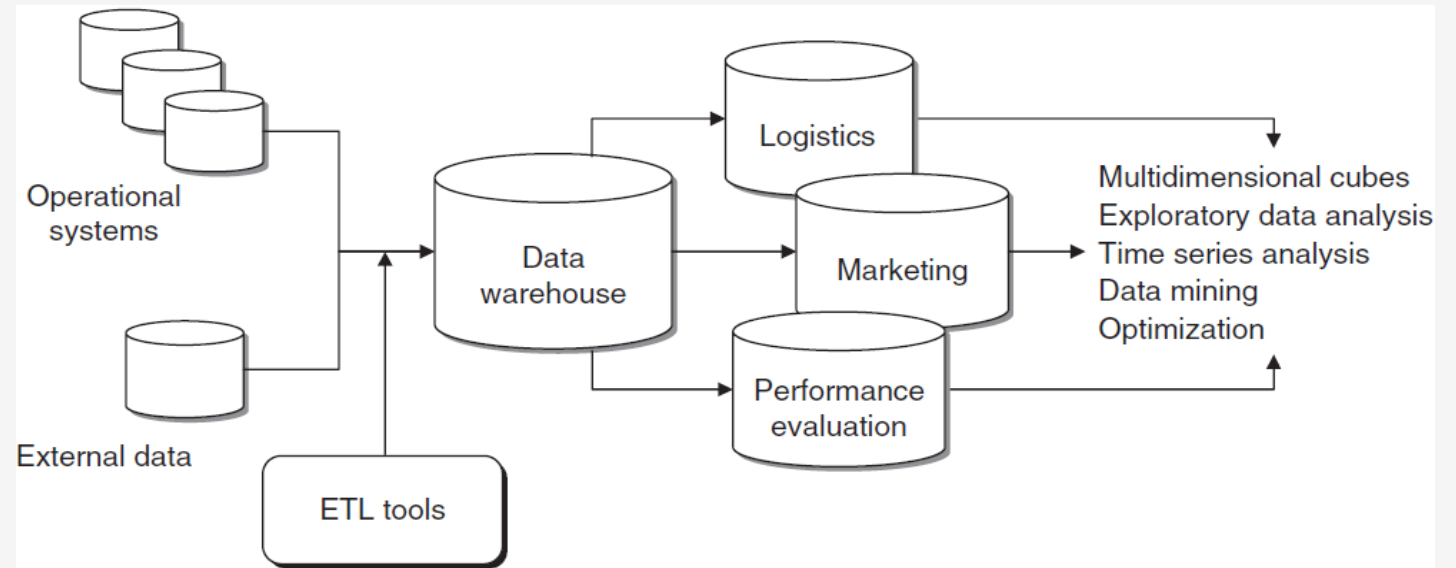 Operational
systems
External data
ETL tools
Data
warehouse
Logistics
Marketing
Performance
evaluation
Multidimensional cubes
Exploratory data analysis
Time series analysis
Data mining
Optimization